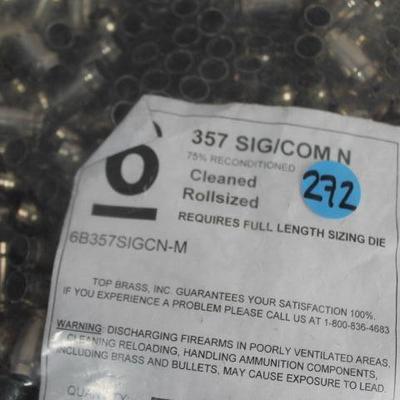 6
357 SIG/COM N
75% RECONDITIONED
Cleaned
272
Rollsized
REQUIRES FULL LENGTH SIZING DIE
6B357SIGCN-M
TOP BRASS, INC. GUARANTEES YOUR SATISFACTION 100%.
IF YOU EXPERIENCE A PROBLEM PLEASE CALL US AT 1-800-836-4683
WARNING: DISCHARGING FIREARMS IN POORLY VENTILATED AREAS,
CLEANING RELOADING, HANDLING AMMUNITION COMPONENTS,
INCLUDING BRASS AND BULLETS, MAY CAUSE EXPOSURE TO LEAD.